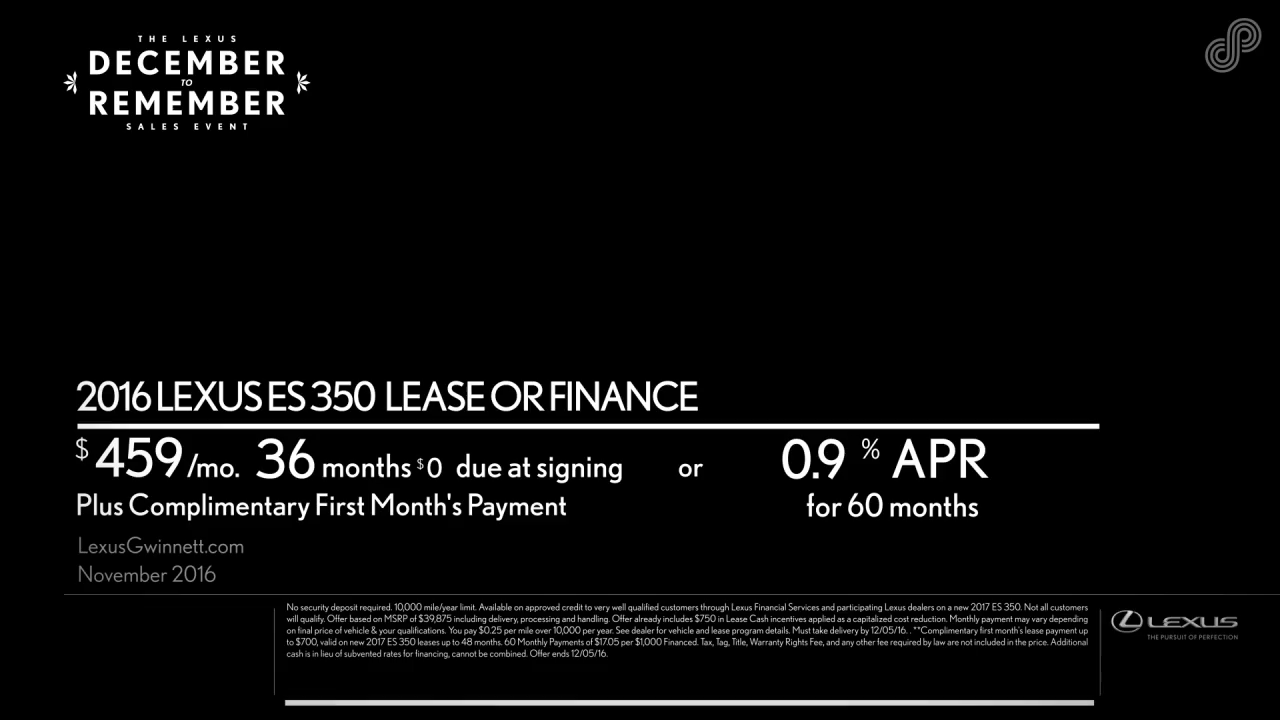 THE LEXUS
DECEMBER
TO
REMEMBER
SALES EVENT
2016 LEXUS ES 350 LEASE OR FINANCE
$459/mo. 36 months $0 due at signing or 0.9% APR
Plus Complimentary First Month's Payment for 60 months
LexusGwinnett.com
November 2016
No security deposit required. 10,000 mile/year limit. Available on approved credit to very well qualified customers through Lexus Financial Services and participating Lexus dealers on a new 2017 ES 350. Not all customers
will qualify. Offer based on MSRP of $39,875 including delivery, processing and handling. Offer already includes $750 in Lease Cash incentives applied as a capitalized cost reduction. Monthly payment may vary depending
on final price of vehicle & your qualifications. You pay $0.25 per mile over 10,000 per year. See dealer for vehicle and lease program details. Must take delivery by 12/05/16. . **Complimentary first month's lease payment up
to $700, valid on new 2017 ES 350 leases up to 48 months. 60 Monthly Payments of $17.05 per $1,000 Financed. Tax, Tag, Title, Warranty Rights Fee, and any other fee required by law are not included in the price. Additional
cash is in lieu of subvented rates for financing, cannot be combined. Offer ends 12/05/16.
LEXUS
THE PURSUIT OF PERFECTION